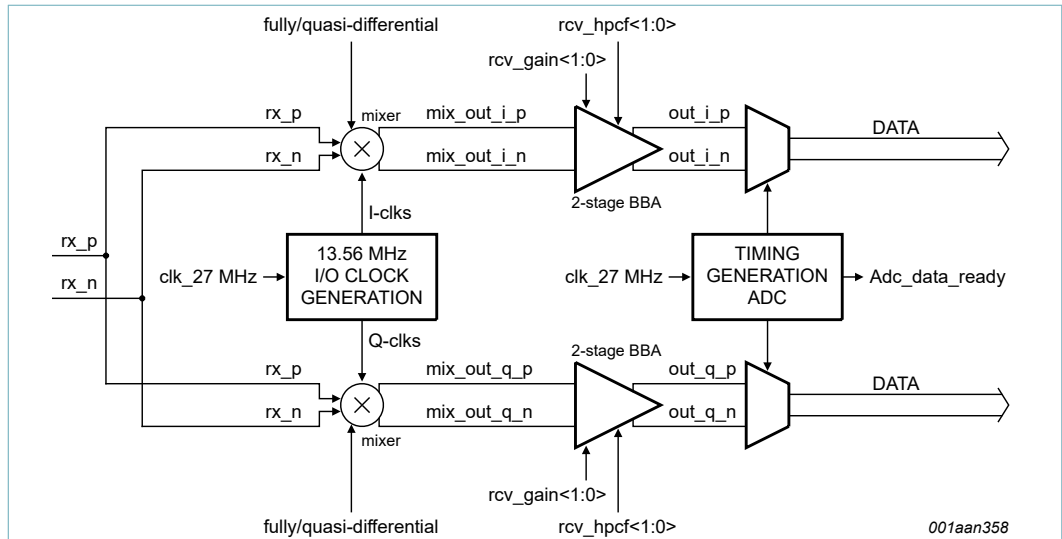 fully/quasi-differential
rcv_hpcf<1:0>
rcv_gain<1:0>
rx_p
mixer
mix_out_i_p
out_i_p
DATA
rx_n
mix_out_i_n
out_i_n
2-stage BBA
I-clks
rx_p
rx_n
clk_27 MHz
13.56 MHz
I/O CLOCK
GENERATION
clk_27 MHz
TIMING
GENERATION
ADC
Adc_data_ready
Q-clks
2-stage BBA
rx_p
mix_out_q_p
out_q_p
DATA
rx_n
mix_out_q_n
out_q_n
mixer
rcv_gain<1:0>
fully/quasi-differential
rcv_hpcf<1:0>
001aan358